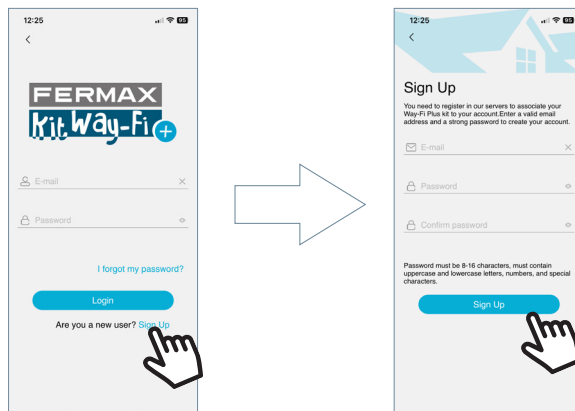 12:25
95
FERMAX
Kit Way-Fi +
E-mail
Password
I forgot my password?
Login
Are you a new user? Sign Up
12:25
95
Sign Up
You need to register in our servers to associate your
Way-Fi Plus kit to your account.Enter a valid email
address and a strong password to create your account.
E-mail
Password
Confirm password
Password must be 8-16 characters, must contain
uppercase and lowercase letters, numbers, and special
characters.
Sign Up